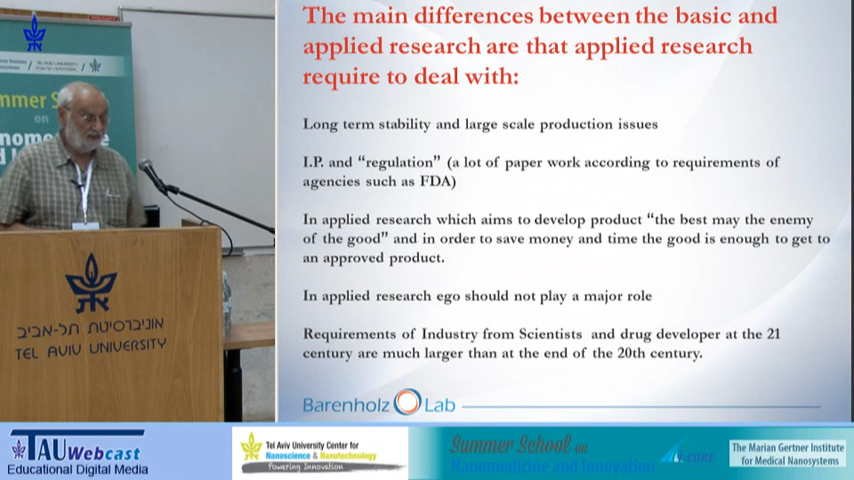 The main differences between the basic and
applied research are that applied research
require to deal with:
Long term stability and large scale production issues
I.P. and “regulation” (a lot of paper work according to requirements of
agencies such as FDA)
In applied research which aims to develop product “the best may the enemy
of the good” and in order to save money and time the good is enough to get to
an approved product.
In applied research ego should not play a major role
Requirements of Industry from Scientists and drug developer at the 21
century are much larger than at the end of the 20th century.
Barenholz Lab
on
אוניברסיטת תל-אביב
TEL AVIV UNIVERSITY
TAU Webcast
Educational Digital Media
Tel Aviv University Center for
Nanoscience & Nanotechnology
Powering Innovation
Summer School on
Nanomedicine and Innovation
I-CORE
The Marian Gertner Institute
for Medical Nanosystems